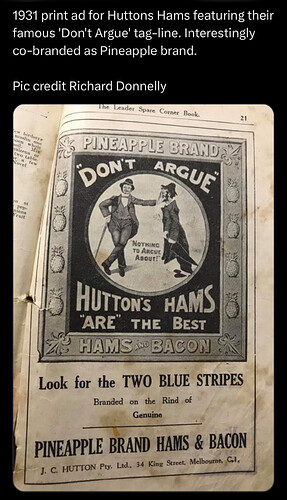 1931 print ad for Huttons Hams featuring their
famous 'Don't Argue' tag-line. Interestingly
co-branded as Pineapple brand.
Pic credit Richard Donnelly
The Leader Spare Corner Book.
21
PINEAPPLE BRAND
"DON'T ARGUE"
"NOTHING
TO ARGUE
ABOUT!"
HUTTON'S HAMS
"ARE" THE BEST
HAMS AND BACON
Look for the TWO BLUE STRIPES
Branded on the Rind of
Genuine
PINEAPPLE BRAND HAMS & BACON
J. C. HUTTON Pty. Ltd., 34 King Street, Melbourne, C.1.